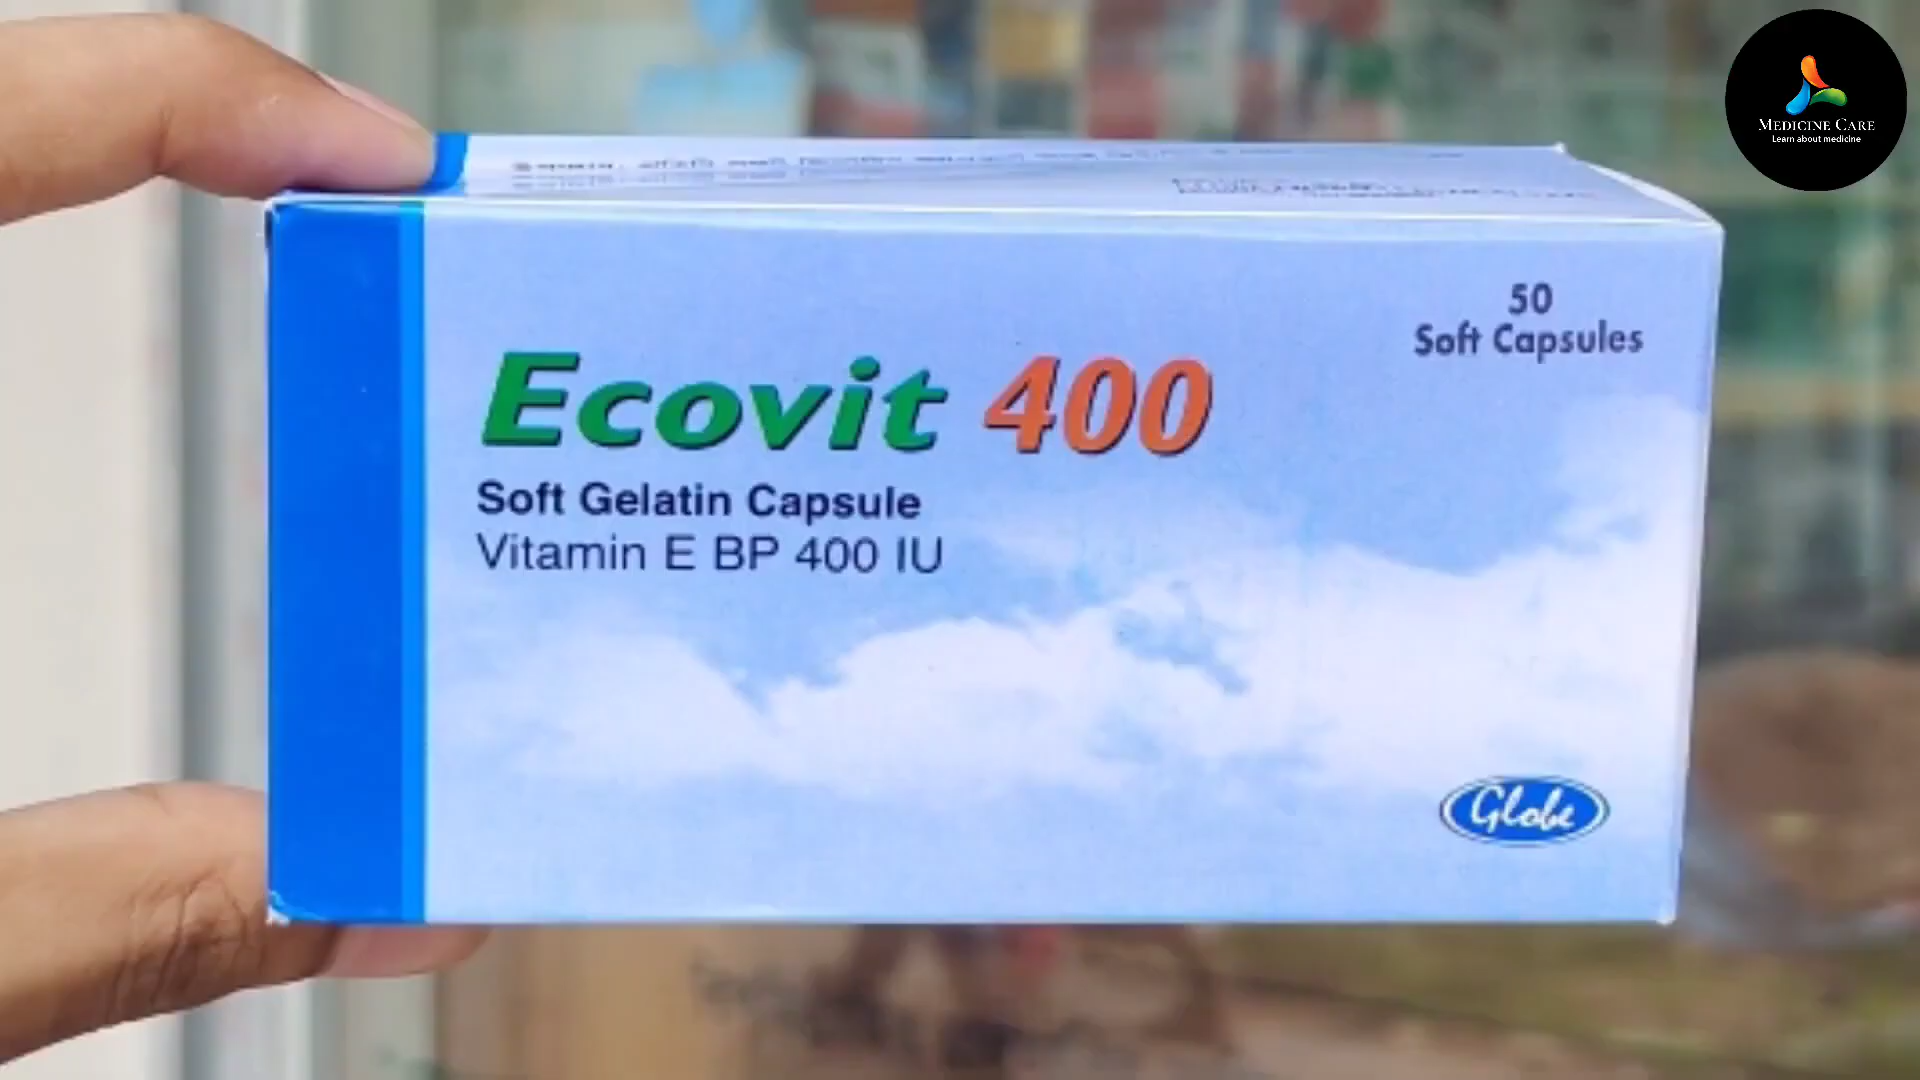 MEDICINE CARE
Learn about medicine
50
Soft Capsules
Ecovit 400
Soft Gelatin Capsule
Vitamin E BP 400 IU
Globe